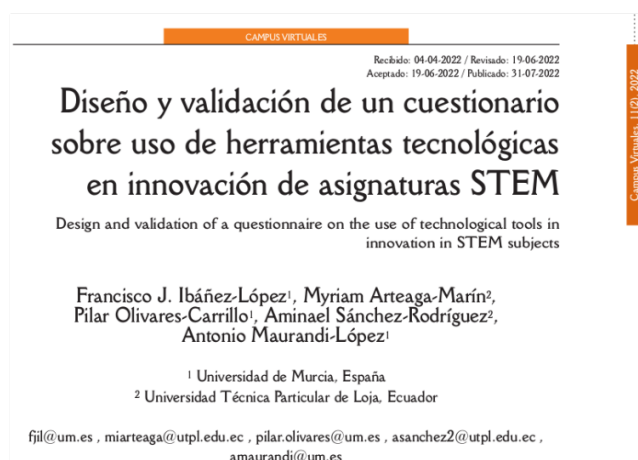 CAMPUS VIRTUALES
Recibido: 04-04-2022 / Revisado: 19-06-2022
Aceptado: 19-06-2022 / Publicado: 31-07-2022
Diseño y validación de un cuestionario
sobre uso de herramientas tecnológicas
en innovación de asignaturas STEM
Design and validation of a questionnaire on the use of technological tools in
innovation in STEM subjects
Francisco J. Ibáñez-López¹, Myriam Arteaga-Marín²,
Pilar Olivares-Carrillo¹, Aminael Sánchez-Rodríguez²,
Antonio Maurandi-López¹
¹ Universidad de Murcia, España
² Universidad Técnica Particular de Loja, Ecuador
fjil@um.es , miarteaga@utpl.edu.ec , pilar.olivares@um.es , asanchez2@utpl.edu.ec ,
amaurandi@um.es
Campus Virtuales, 11(2), 2022